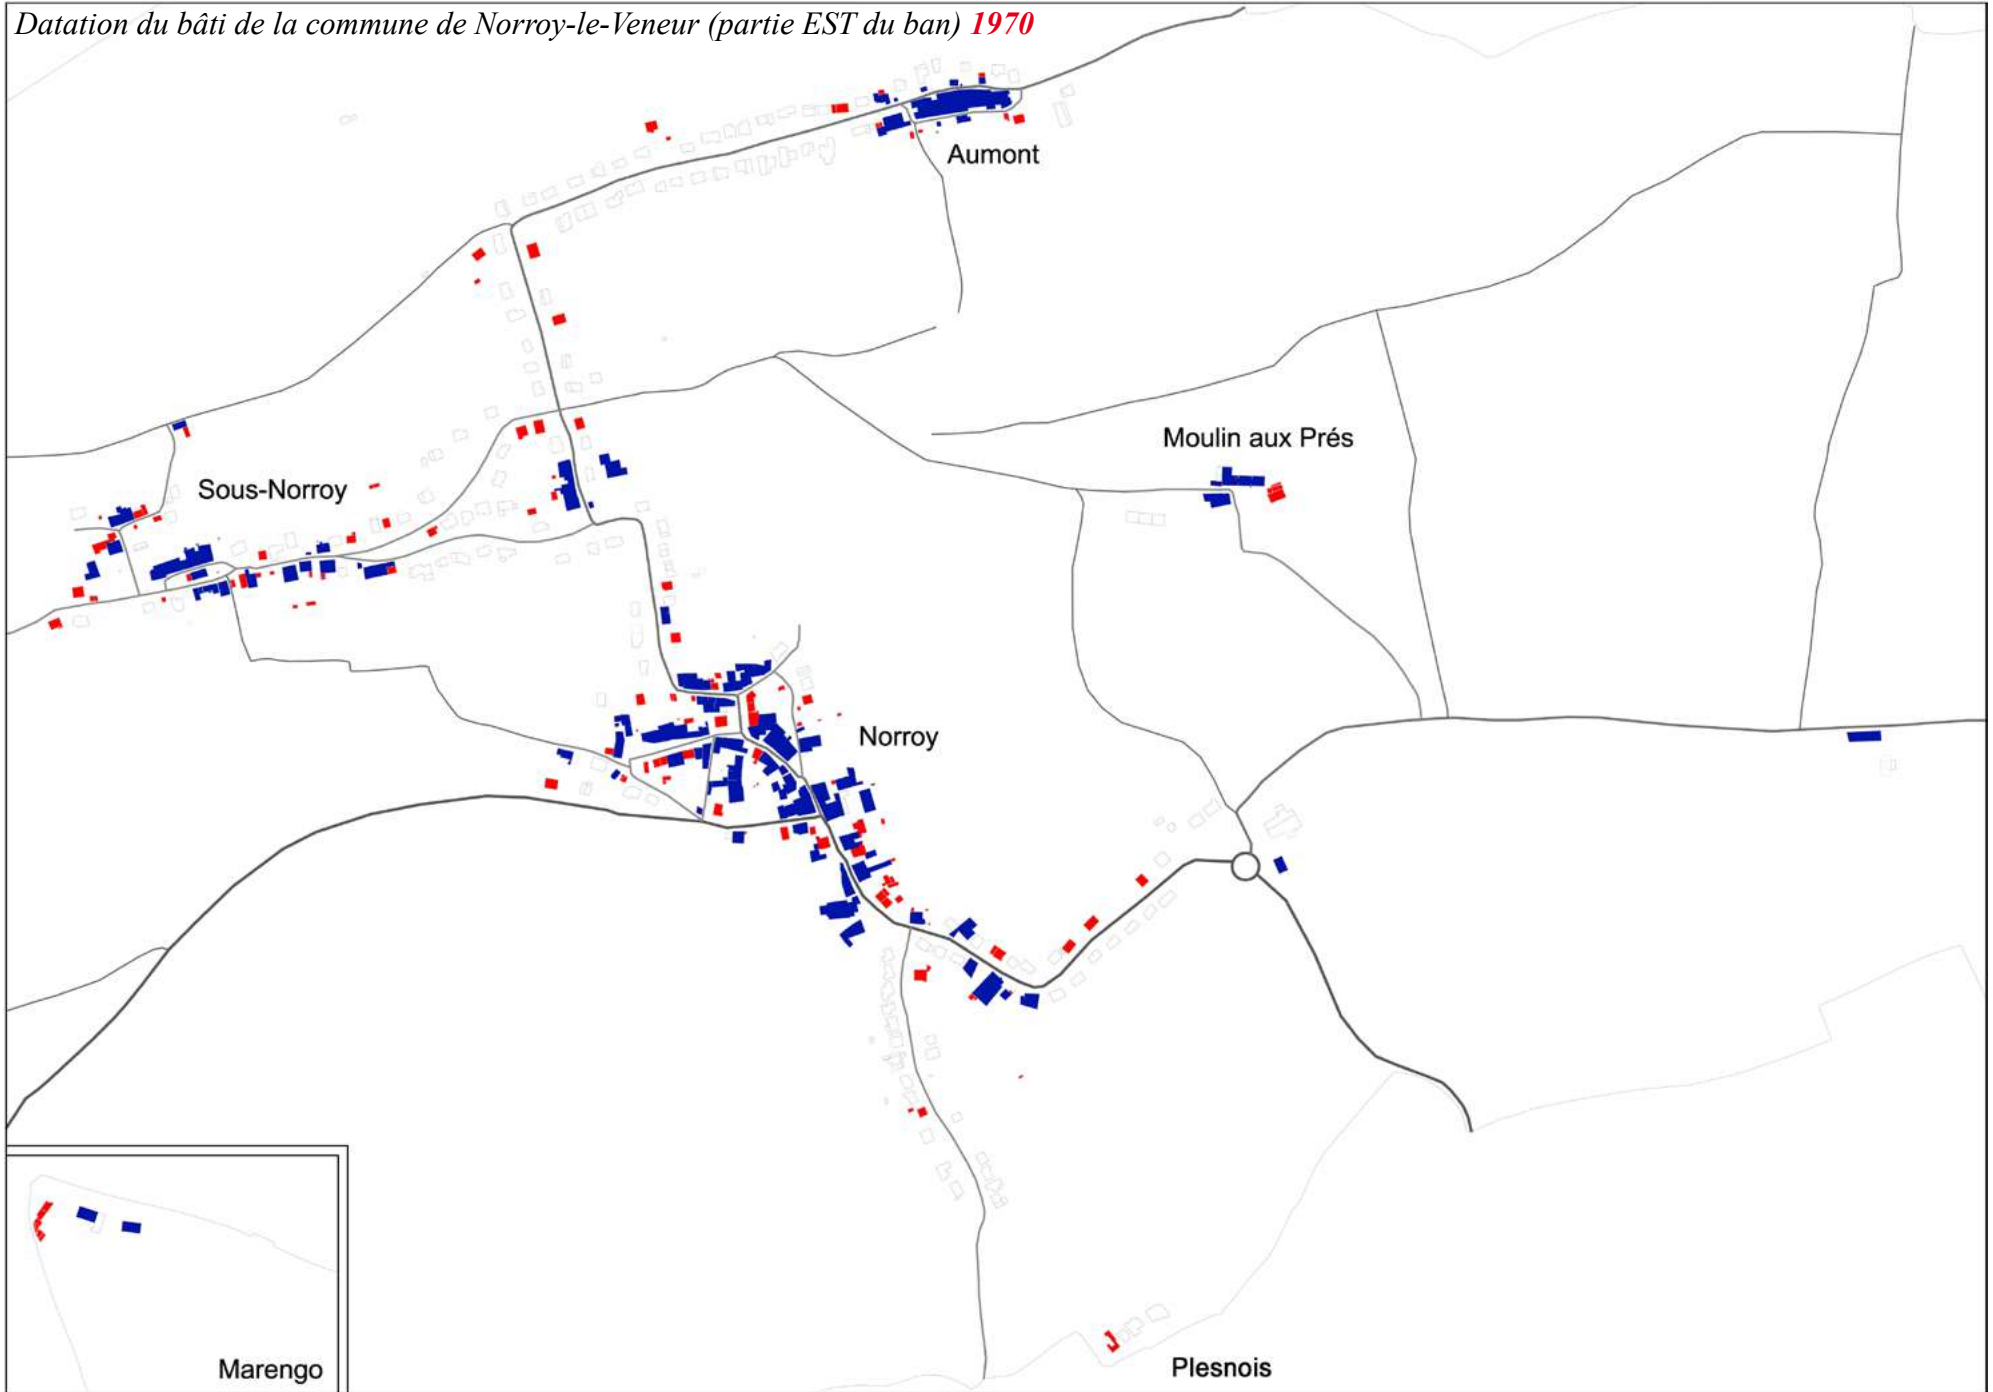 Datation du bâti de la commune de Norroy-le-Veneur (partie EST du ban) 1970
Aumont
Moulin aux Prés
Sous-Norroy
Norroy
Marengo
Plesnois